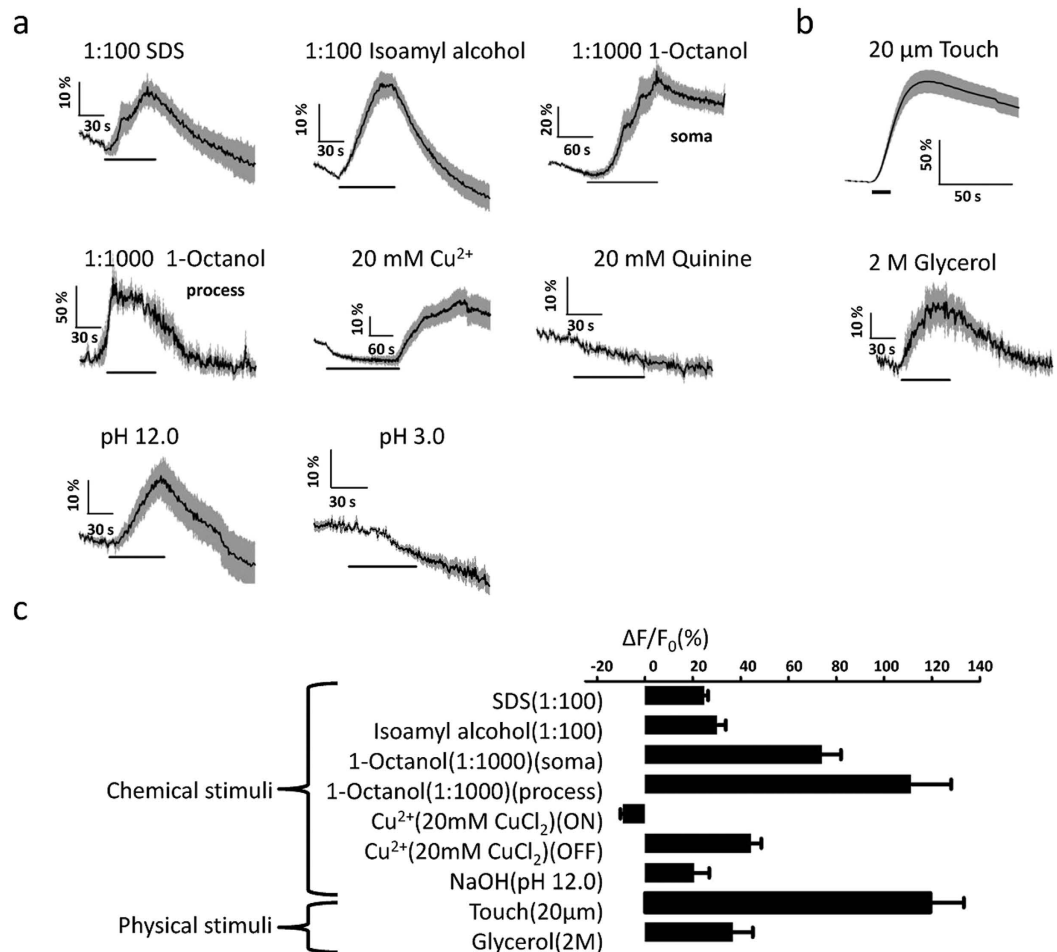 a
b
1:100 SDS
1:100 Isoamyl alcohol
1:1000 1-Octanol
20 μm Touch
10 %
30 s
10 %
30 s
20 %
60 s
soma
50 %
50 s
1:1000 1-Octanol
process
20 mM Cu²⁺
20 mM Quinine
2 M Glycerol
50 %
30 s
10 %
60 s
10 %
30 s
10 %
30 s
pH 12.0
pH 3.0
10 %
30 s
10 %
30 s
c
ΔF/F₀(%)
-20 0 20 40 60 80 100 120 140
SDS(1:100)
Isoamyl alcohol(1:100)
1-Octanol(1:1000)(soma)
Chemical stimuli
1-Octanol(1:1000)(process)
Cu²⁺(20mM CuCl₂)(ON)
Cu²⁺(20mM CuCl₂)(OFF)
NaOH(pH 12.0)
Physical stimuli
Touch(20μm)
Glycerol(2M)